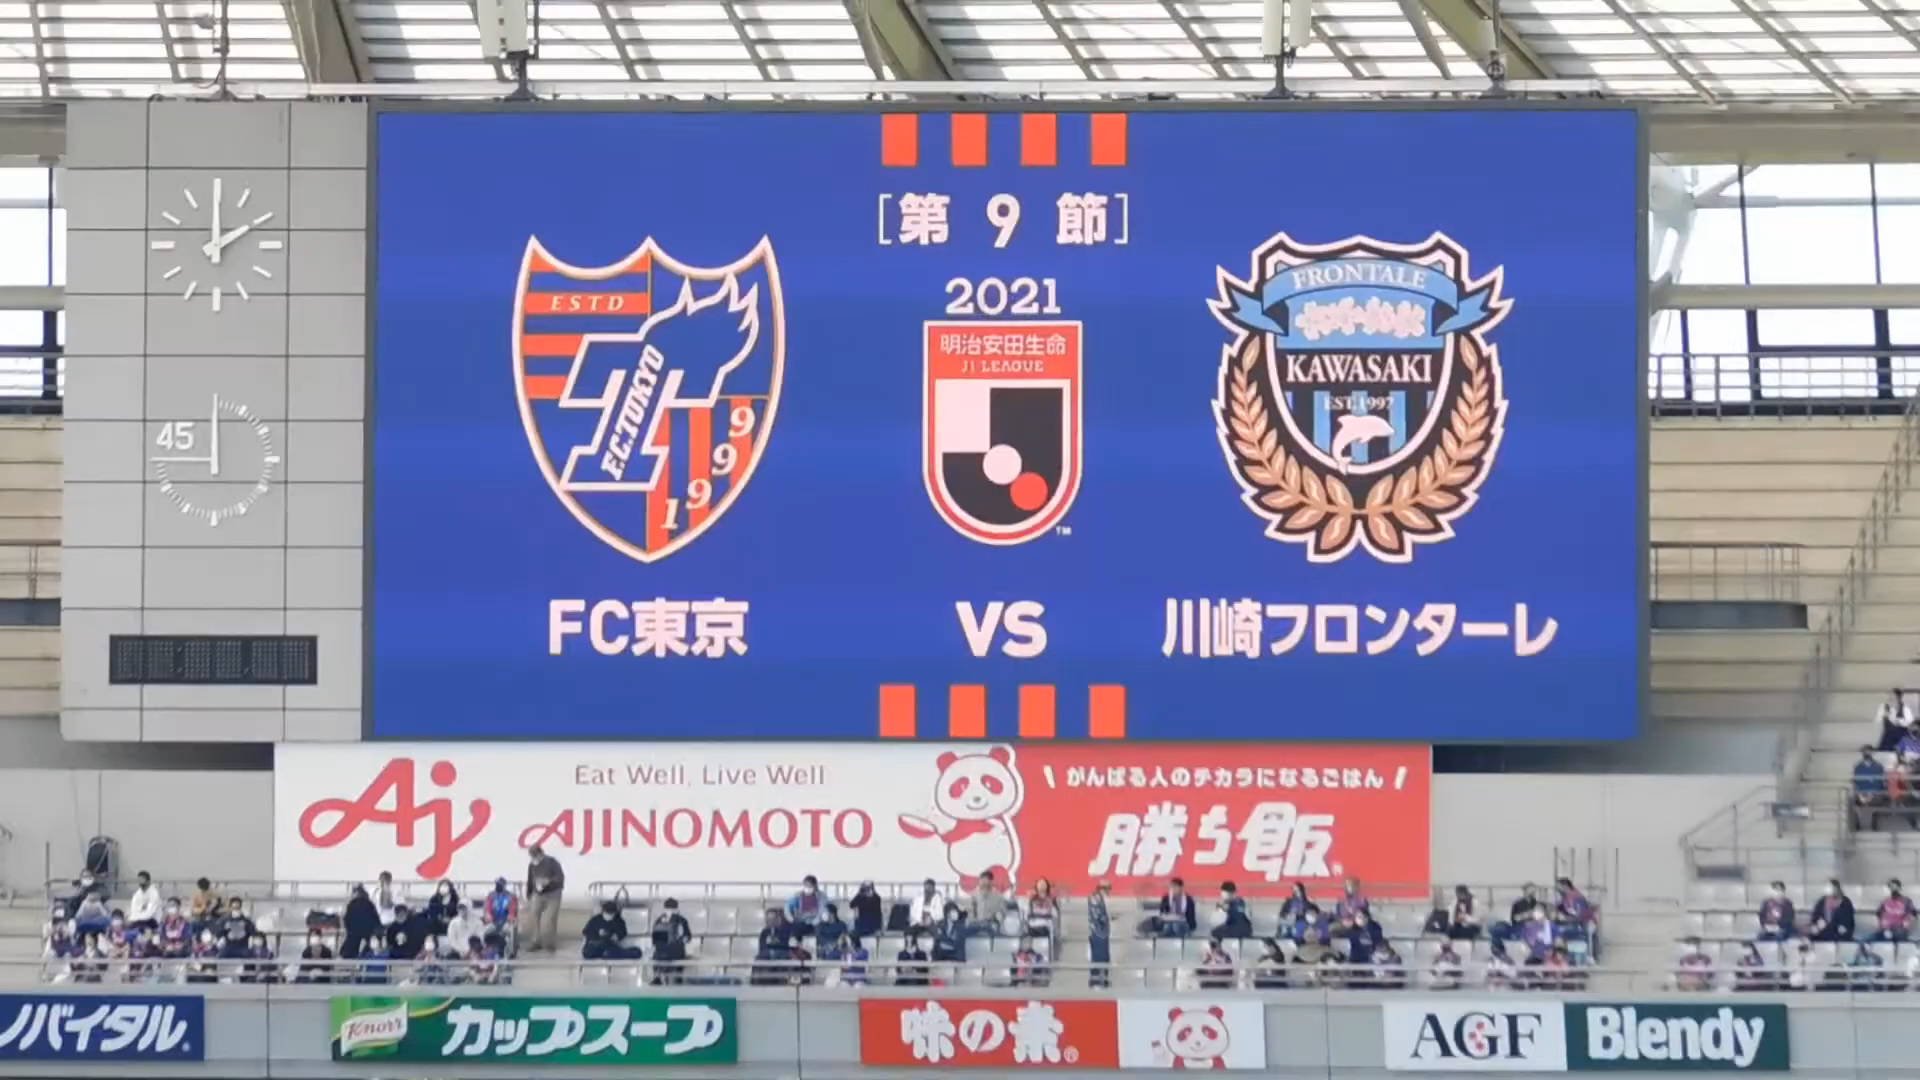 [第 9 節]
2021
明治安田生命
J1 LEAGUE
TM
ESTD
F.C.TOKYO
1999
FRONTALE
KAWASAKI
EST.1997
FC東京
VS
川崎フロンターレ
45
Aj
Eat Well, Live Well
AJINOMOTO
\ がんばる人のチカラになるごはん /
勝ち飯®
ノバイタル®
Knorr
カップスープ
味の素®
AGF
Blendy